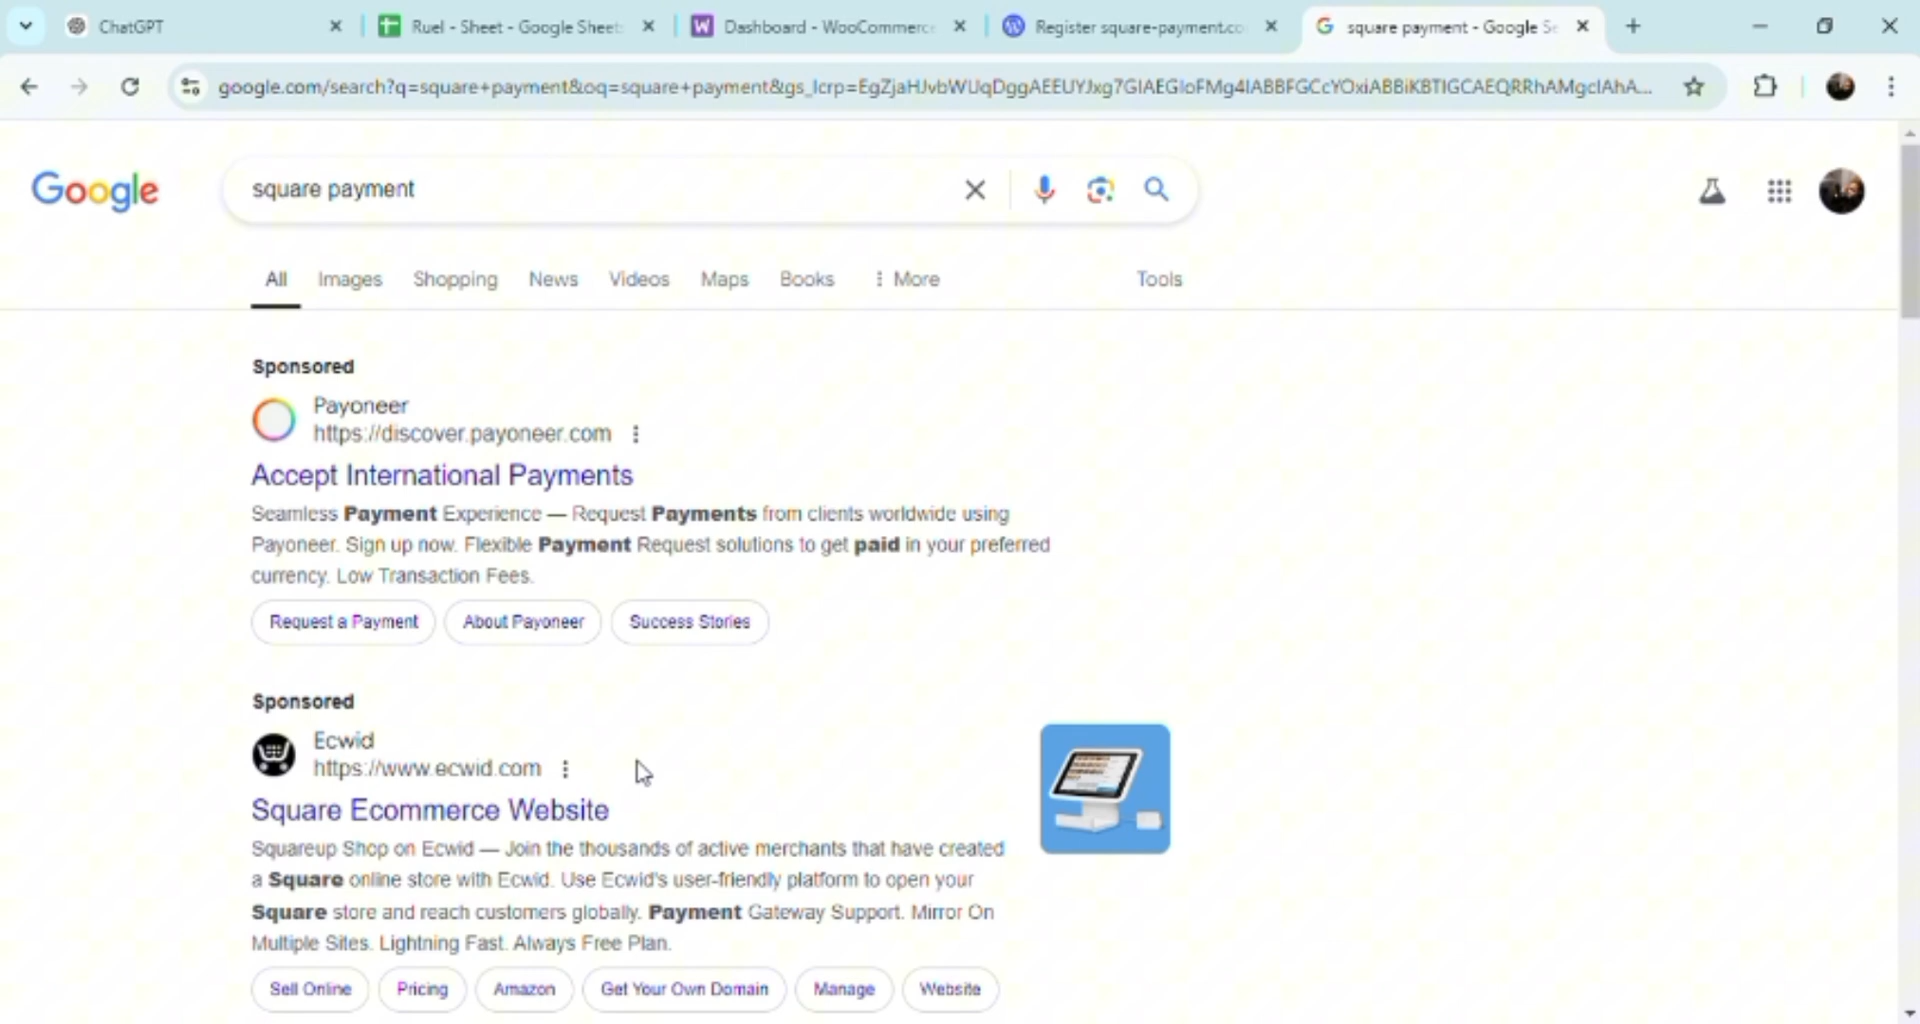 ChatGPT
Ruel - Sheet - Google Sheets
Dashboard - WooCommerce
Register square-payment.co
square payment - Google Se
google.com/search?q=square+payment&oq=square+payment&gs_lcrp=
Google
square payment
All
Images
Shopping
News
Videos
Maps
Books
More
Tools
Sponsored
Payoneer
https://discover.payoneer.com
Accept International Payments
Seamless Payment Experience — Request Payments from clients worldwide using
Payoneer. Sign up now. Flexible Payment Request solutions to get paid in your preferred
currency. Low Transaction Fees.
Request a Payment
About Payoneer
Success Stories
Sponsored
Ecwid
https://www.ecwid.com
Square Ecommerce Website
Squareup Shop on Ecwid — Join the thousands of active merchants that have created
a Square online store with Ecwid. Use Ecwid's user-friendly platform to open your
Square store and reach customers globally. Payment Gateway Support. Mirror On
Multiple Sites. Lightning Fast. Always Free Plan.
Sell Online
Pricing
Amazon
Get Your Own Domain
Manage
Website